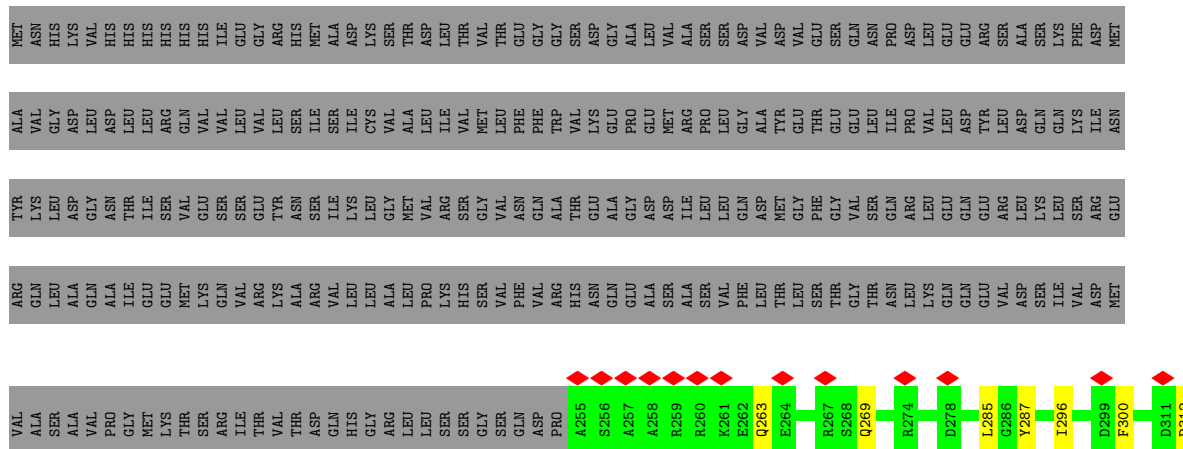 MET ASN HIS LYS VAL HIS HIS HIS HIS HIS HIS ILE GLU GLY ARG HIS MET ALA ASP LYS SER THR ASP LEU THR VAL THR GLU GLY GLY SER ASP GLY ALA LEU VAL ALA SER SER ASP VAL ASP VAL GLU SER GLN ASN PRO ASP LEU GLU GLU ARG SER ALA SER LYS PHE ASP MET
ALA VAL GLY ASP LEU ASP LEU LEU ARG GLN VAL VAL LEU VAL LEU SER ILE SER ILE CYS VAL ALA LEU ILE VAL MET LEU PHE PHE TRP VAL LYS GLU PRO GLU MET ARG PRO LEU GLY ALA TYR GLU THR GLU GLU LEU ILE PRO VAL LEU ASP TYR LEU ASP GLN GLN LYS ILE ASN
TYR LYS LEU ASP GLY ASN THR ILE SER VAL GLU SER SER GLU TYR ASN SER ILE LYS LEU GLY MET VAL ARG SER GLY VAL ASN GLN ALA THR GLU ALA GLY ASP ASP ILE LEU LEU GLN ASP MET GLY PHE GLY VAL SER GLN ARG LEU GLU GLN GLU ARG LEU LYS LEU SER ARG GLU
ARG GLN LEU ALA GLN ALA ILE GLU GLU MET LYS GLN VAL ARG LYS ALA ARG VAL LEU LEU ALA LEU PRO LYS HIS SER VAL PHE VAL ARG HIS ASN GLN GLU ALA SER ALA SER VAL PHE LEU THR LEU SER THR GLY THR ASN LEU LYS GLN GLN GLU VAL ASP SER ILE VAL ASP MET
VAL ALA SER ALA VAL PRO GLY MET LYS THR SER ARG ILE THR VAL THR ASP GLN HIS GLY ARG LEU LEU SER SER GLY SER GLN ASP PRO A255 S256 A257 A258 R259 R260 K261 E262 Q263 E264 R267 S268 Q269 R274 D278 L285 G286 Y287 I296 D299 F300 D311